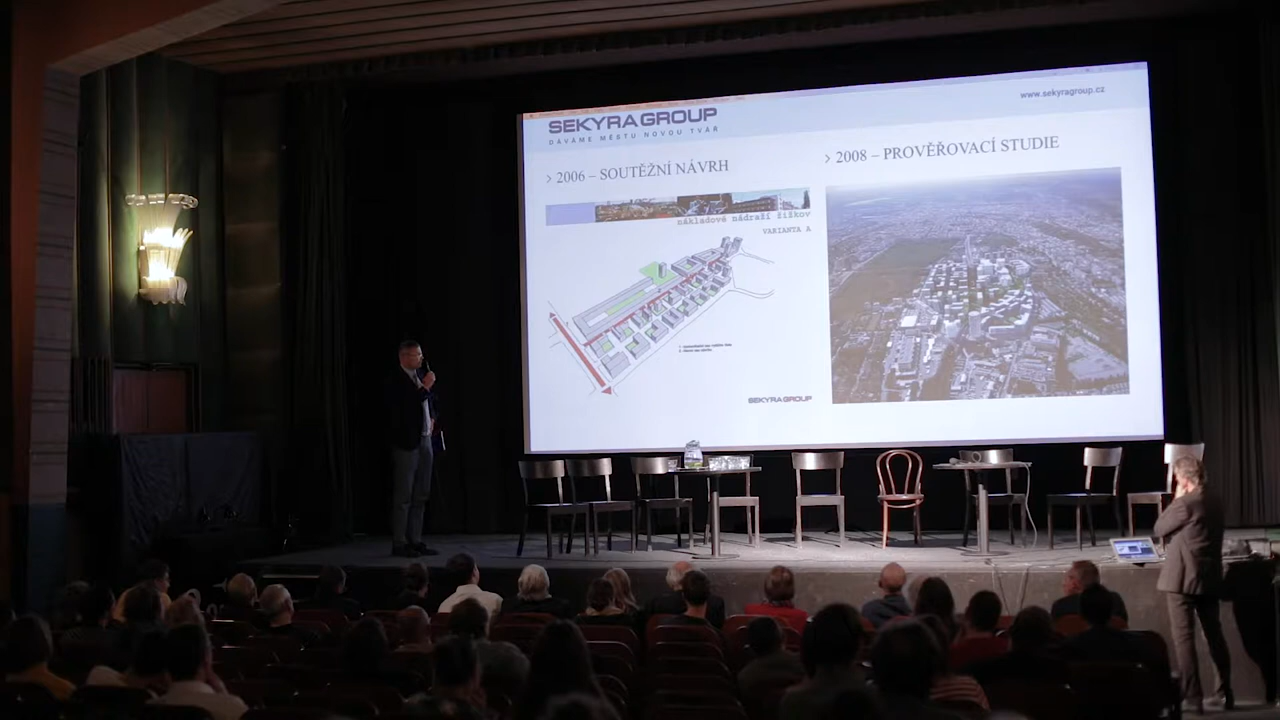 SEKYRA GROUP
DÁVÁME MĚSTU NOVOU TVÁŘ
www.sekyragroup.cz
> 2006 – SOUTĚŽNÍ NÁVRH
nákladové nádraží žižkov
VARIANTA A
SEKYRA GROUP
> 2008 – PROVĚŘOVACÍ STUDIE